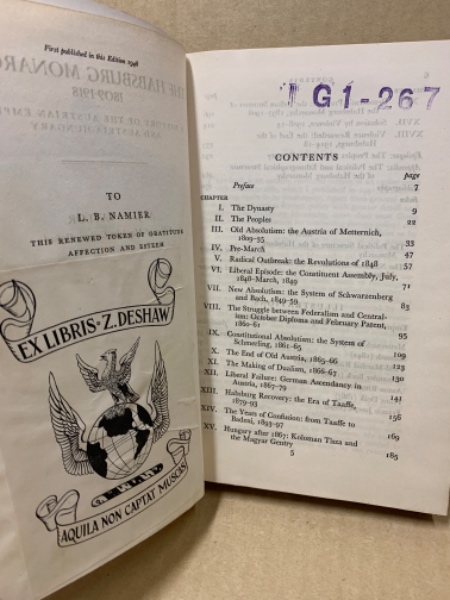 First published in this Edition 1948
THE HABSBURG MONARC
1809-1918
TO
L. B. NAMIER
THIS RENEWED TOKEN OF GRATITUDE
AFFECTION AND ESTEEM
EX LIBRIS · Z. DESHAW
AQUILA NON CAPTAT MUSCAS
G1-267
CONTENTS
page
Preface 7
CHAPTER
I. The Dynasty 9
II. The Peoples 22
III. Old Absolutism: the Austria of Metternich,
1809-35 33
IV. Pre-March 47
V. Radical Outbreak: the Revolutions of 1848 57
VI. Liberal Episode: the Constituent Assembly, July,
1848-March, 1849 71
VII. New Absolutism: the System of Schwarzenberg
and Bach, 1849-59 83
VIII. The Struggle between Federalism and Central-
ism: October Diploma and February Patent,
1860-61 95
IX. Constitutional Absolutism: the System of
Schmerling, 1861-65 109
X. The End of Old Austria, 1865-66 123
XI. The Making of Dualism, 1866-67 130
XII. Liberal Failure: German Ascendancy in
Austria, 1867-79 141
XIII. Habsburg Recovery: the Era of Taaffe,
1879-93 156
XIV. The Years of Confusion: from Taaffe to
Badeni, 1893-97 169
XV. Hungary after 1867: Koloman Tisza and
the Magyar Gentry 185
5